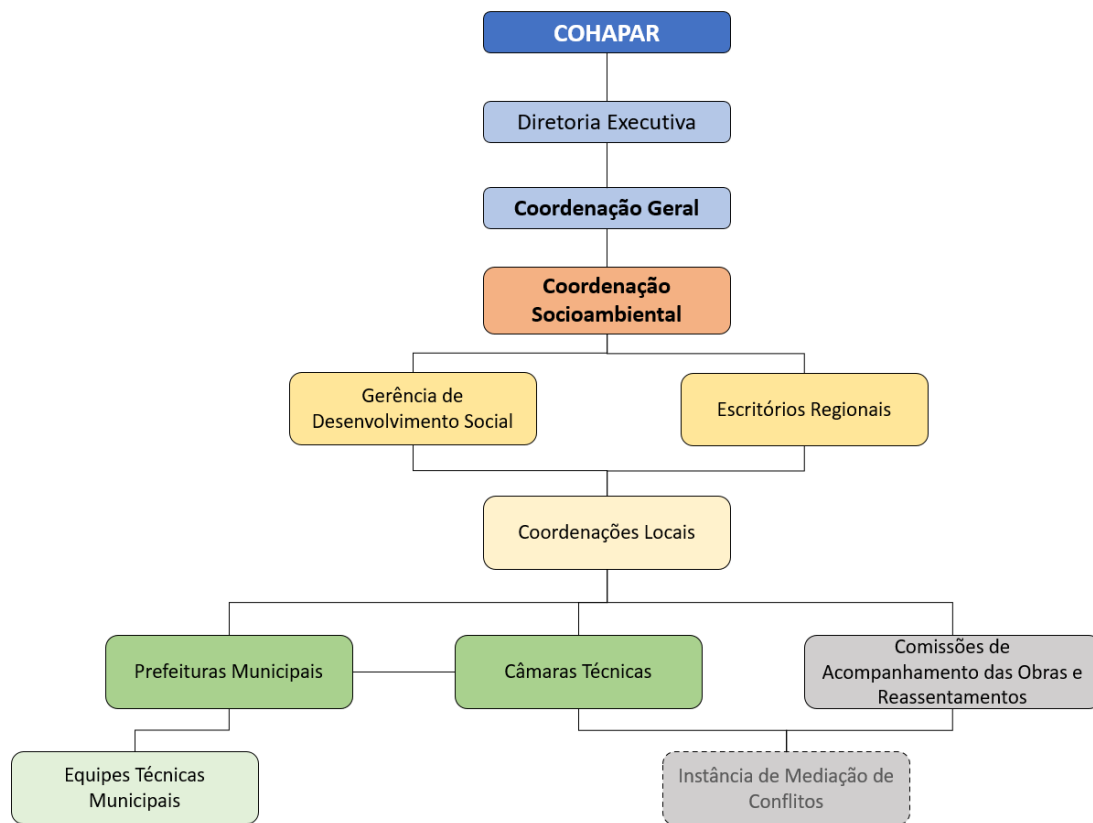 COHAPAR
Diretoria Executiva
Coordenação Geral
Coordenação
Socioambiental
Gerência de
Desenvolvimento Social
Escritórios Regionais
Coordenações Locais
Prefeituras Municipais
Câmaras Técnicas
Comissões de
Acompanhamento das Obras e
Reassentamentos
Equipes Técnicas
Municipais
Instância de Mediação de
Conflitos